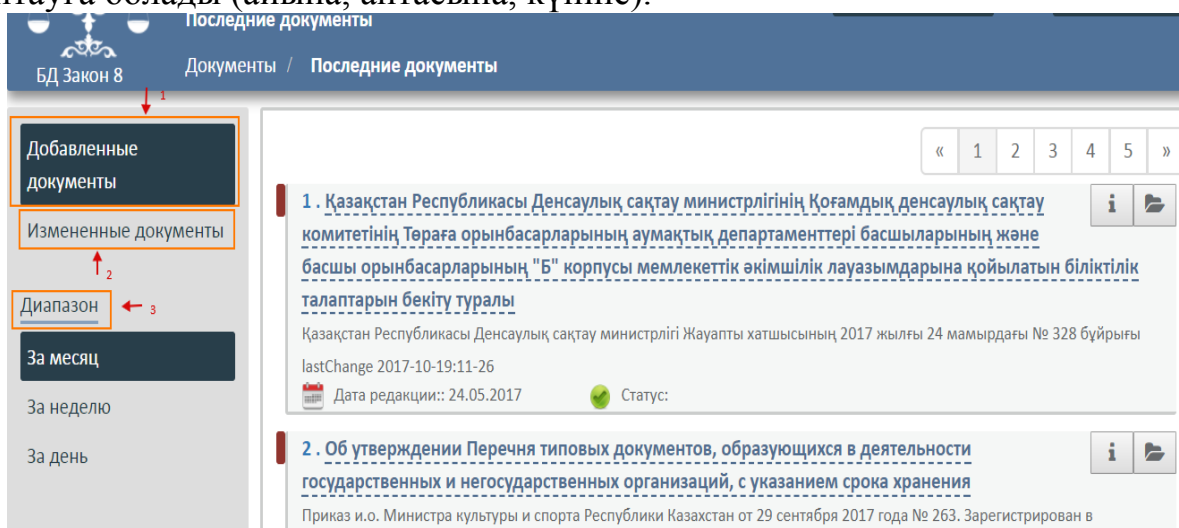 болады (айына, аптасына, күніне).
Последние документы
БД Закон 8
Документы / Последние документы
1
Добавленные
документы
Измененные документы
2
Диапазон
3
За месяц
За неделю
За день
« 1 2 3 4 5 »
1 . Қазақстан Республикасы Денсаулық сақтау министрлігінің Қоғамдық денсаулық сақтау
комитетінің Төраға орынбасарларының аумақтық департаменттері басшыларының және
басшы орынбасарларының "Б" корпусы мемлекеттік әкімшілік лауазымдарына қойылатын біліктілік
талаптарын бекіту туралы
Қазақстан Республикасы Денсаулық сақтау министрлігі Жауапты хатшысының 2017 жылғы 24 мамырдағы № 328 бұйрығы
lastChange 2017-10-19:11-26
Дата редакции:: 24.05.2017 Статус:
i
2 . Об утверждении Перечня типовых документов, образующихся в деятельности
государственных и негосударственных организаций, с указанием срока хранения
Приказ и.о. Министра культуры и спорта Республики Казахстан от 29 сентября 2017 года № 263. Зарегистрирован в
i